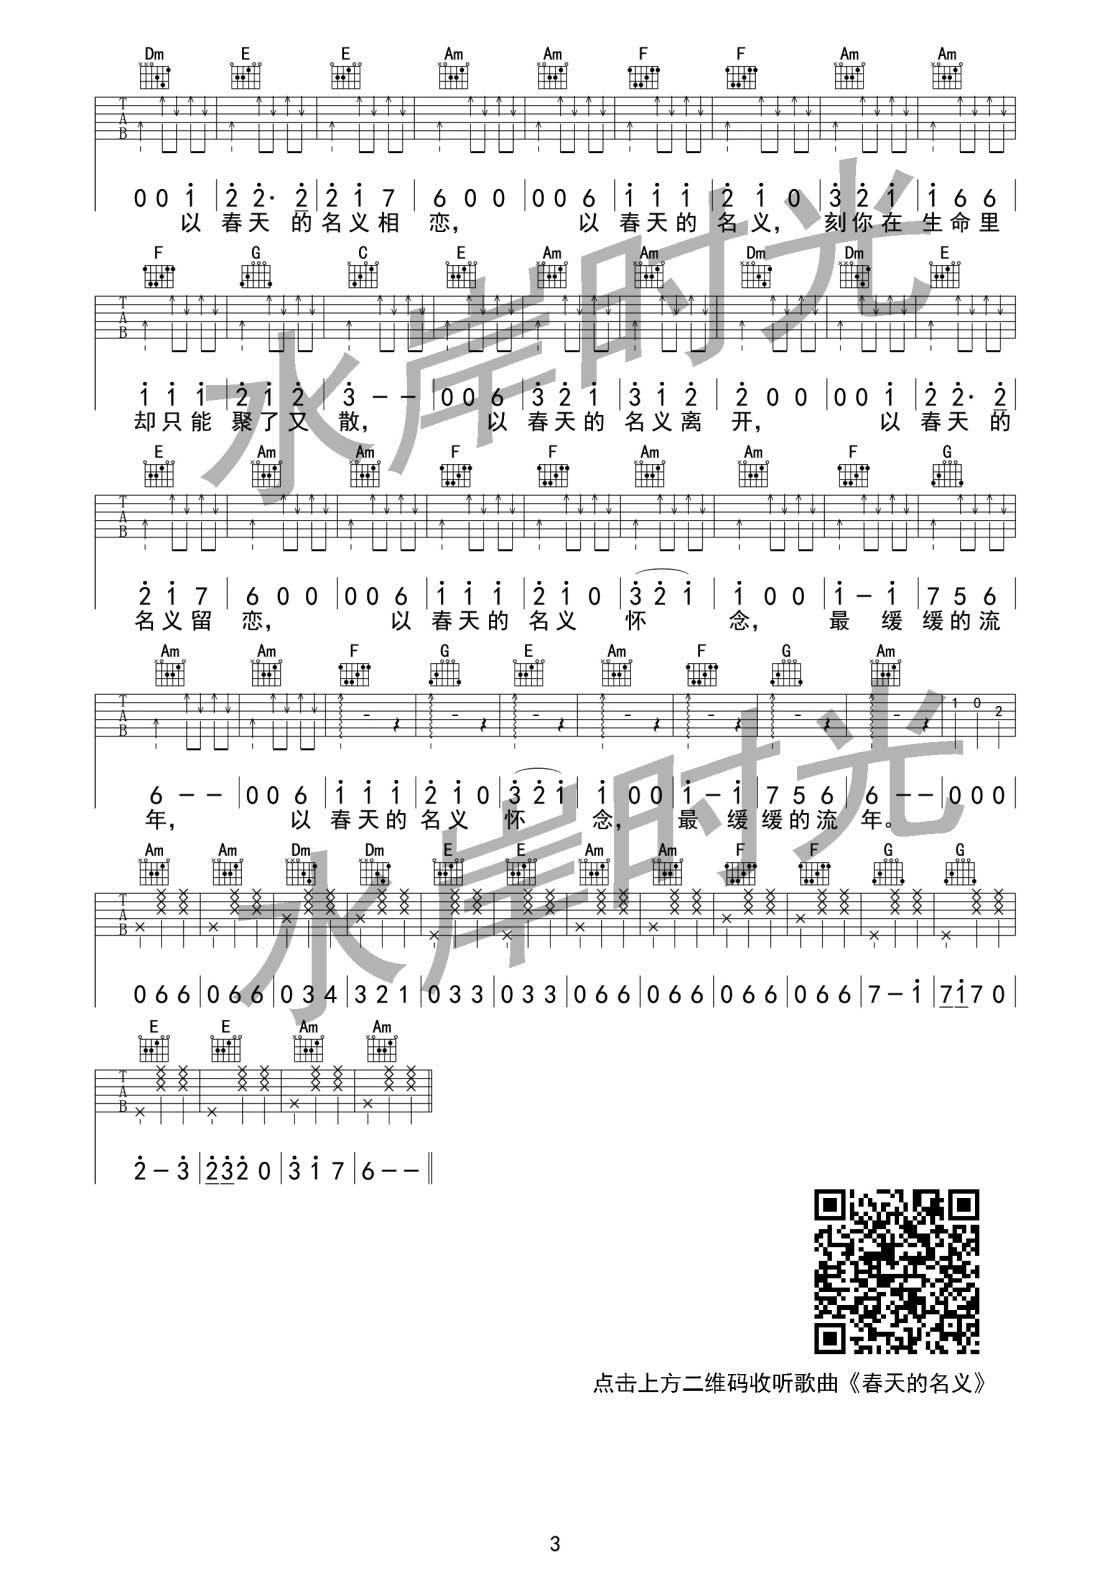 Dm E E Am Am F F Am Am
T A B
0 0 1 | 2 2· 2 | 2 1 7 | 6 0 0 | 0 0 6 | 1 1 1 | 2 1 0 | 3 2 1 | 1 6 6
以 春天 的名义相 恋， 以 春天的 名 义，刻你在 生命里
F G C E Am Am Dm Dm E
T A B
1 1 1 | 2 1 2 | 3 - - | 0 0 6 | 3 2 1 | 3 1 2 | 2 0 0 | 0 0 1 | 2 2· 2
却只能 聚了又 散， 以 春天的 名义离 开， 以 春天 的
E Am Am F F Am Am F G
T A B
2 1 7 | 6 0 0 | 0 0 6 | 1 1 1 | 2 1 0 | 3 2 1 | 1 0 0 | 1 - 1 | 7 5 6
名义留 恋， 以 春天的 名义 怀 念， 最 缓 缓的流
Am Am F G E Am F G Am
T A B
1 0 2
6 - - | 0 0 6 | 1 1 1 | 2 1 0 | 3 2 1 | 1 0 0 | 1 - 1 | 7 5 6 | 6 - - | 0 0 0
年， 以 春天的 名义 怀 念， 最 缓 缓的流 年。
Am Am Dm Dm E E Am Am F F G G
T A B
0 6 6 | 0 6 6 | 0 3 4 | 3 2 1 | 0 3 3 | 0 3 3 | 0 6 6 | 0 6 6 | 0 6 6 | 0 6 6 | 7 - 1 | 7 1 7 0
E E Am Am
T A B
2 - 3 | 2 3 2 0 | 3 1 7 | 6 - -
水岸时光
水岸时光
点击上方二维码收听歌曲《春天的名义》
3